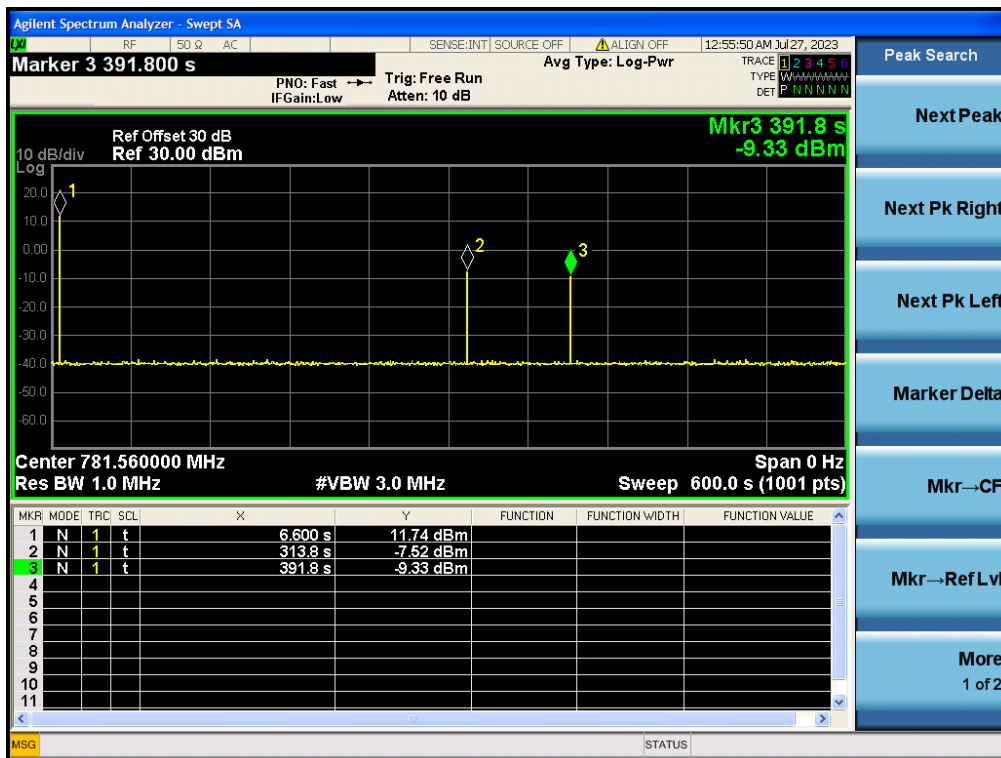 Agilent Spectrum Analyzer - Swept SA
LXI RF 50 Ω AC SENSE:INT SOURCE OFF ALIGN OFF 12:55:50 AM Jul 27, 2023
Marker 3 391.800 s
PNO: Fast
IFGain:Low
Trig: Free Run
Atten: 10 dB
Avg Type: Log-Pwr
TRACE 1 2 3 4 5 6
TYPE WWWWWW
DET P N N N N N
Mkr3 391.8 s
-9.33 dBm
10 dB/div
Log
Ref Offset 30 dB
Ref 30.00 dBm
20.0
10.0
0.00
-10.0
-20.0
-30.0
-40.0
-50.0
-60.0
1
2
3
Center 781.560000 MHz Span 0 Hz
Res BW 1.0 MHz #VBW 3.0 MHz Sweep 600.0 s (1001 pts)
MKR MODE TRC SCL X Y FUNCTION FUNCTION WIDTH FUNCTION VALUE
1 N 1 t 6.600 s 11.74 dBm
2 N 1 t 313.8 s -7.52 dBm
3 N 1 t 391.8 s -9.33 dBm
4
5
6
7
8
9
10
11
MSG STATUS
Peak Search
Next Peak
Next Pk Right
Next Pk Left
Marker Delta
Mkr→CF
Mkr→Ref Lvl
More
1 of 2